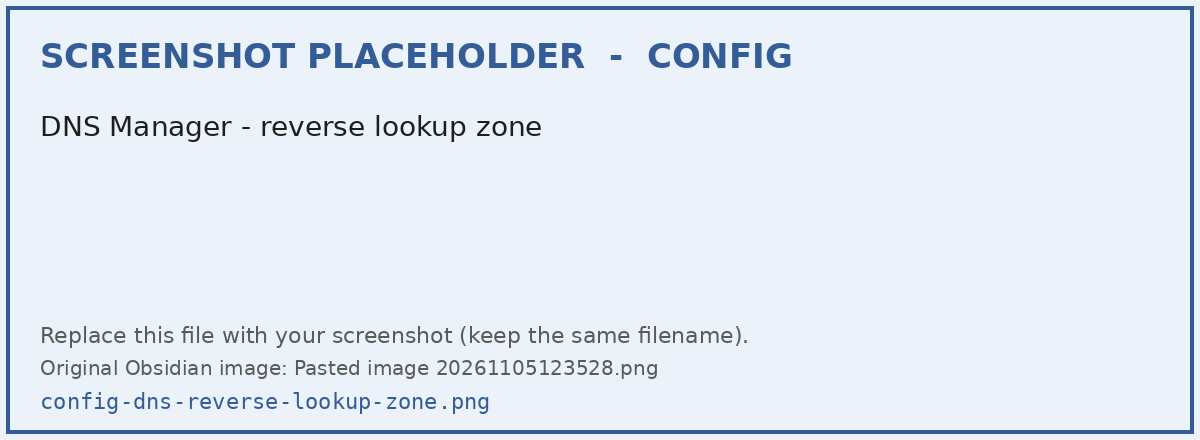 SCREENSHOT PLACEHOLDER - CONFIG
DNS Manager - reverse lookup zone
Replace this file with your screenshot (keep the same filename).
Original Obsidian image: Pasted image 20261105123528.png
config-dns-reverse-lookup-zone.png